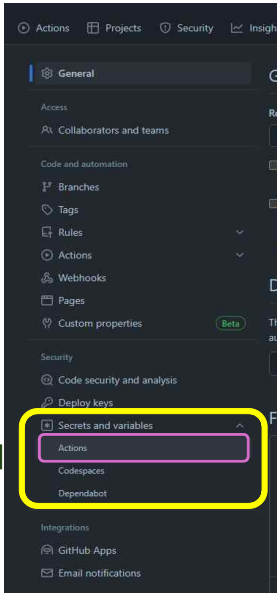 Actions Projects Security Insigh
General
Access
Collaborators and teams
Code and automation
Branches
Tags
Rules
Actions
Webhooks
Pages
Custom properties Beta
Security
Code security and analysis
Deploy keys
Secrets and variables
Actions
Codespaces
Dependabot
Integrations
GitHub Apps
Email notifications